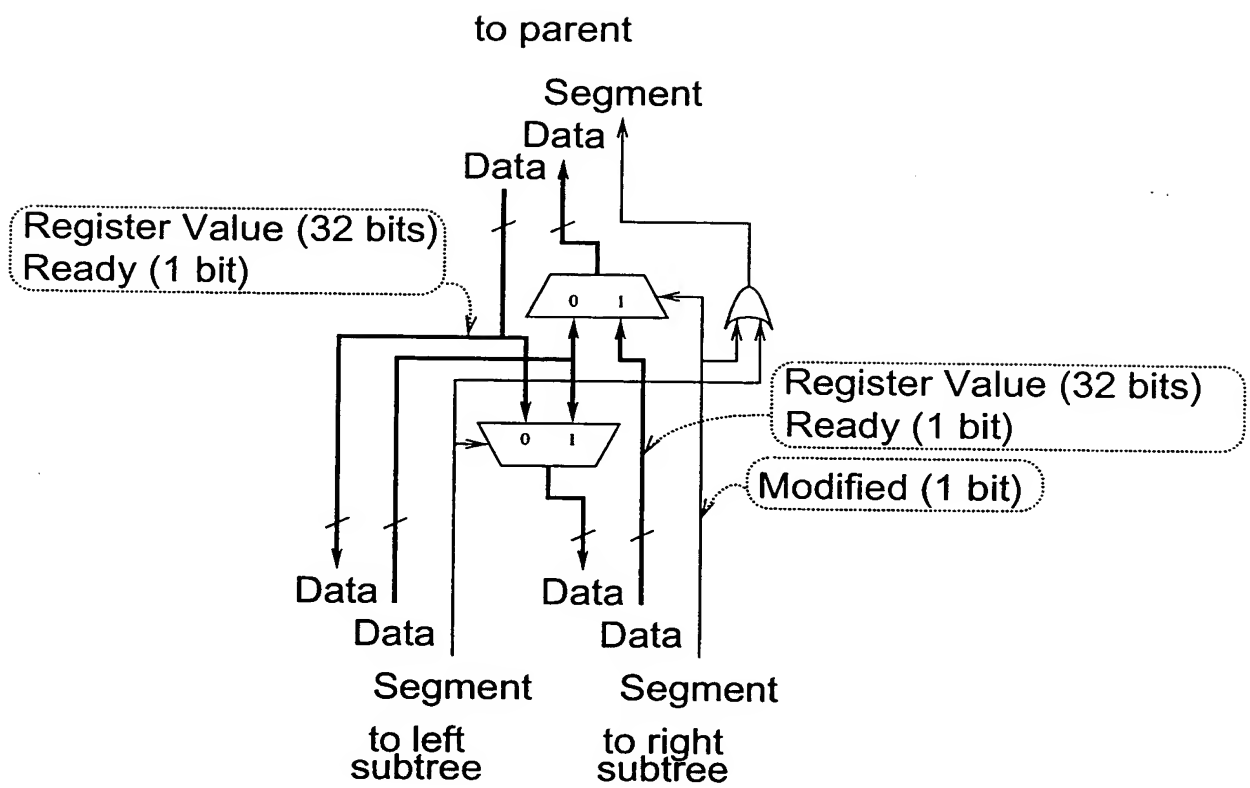 to parent
Segment
Data
Data
Register Value (32 bits)
Ready (1 bit)
0 1
Register Value (32 bits)
Ready (1 bit)
0 1
Modified (1 bit)
Data
Data
Data
Data
Segment
Segment
to left
subtree
to right
subtree